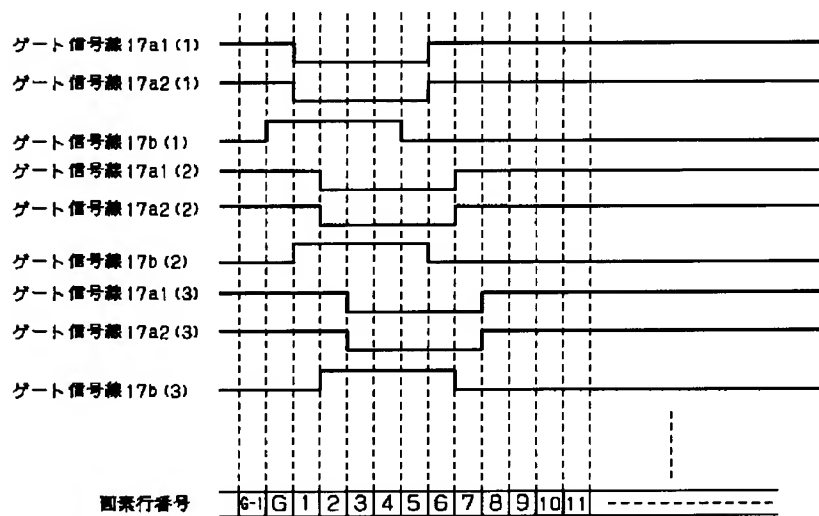 ゲート信号線17a1(1)
ゲート信号線17a2(1)
ゲート信号線17b(1)
ゲート信号線17a1(2)
ゲート信号線17a2(2)
ゲート信号線17b(2)
ゲート信号線17a1(3)
ゲート信号線17a2(3)
ゲート信号線17b(3)
画素行番号 G-1 G 1 2 3 4 5 6 7 8 9 10 11